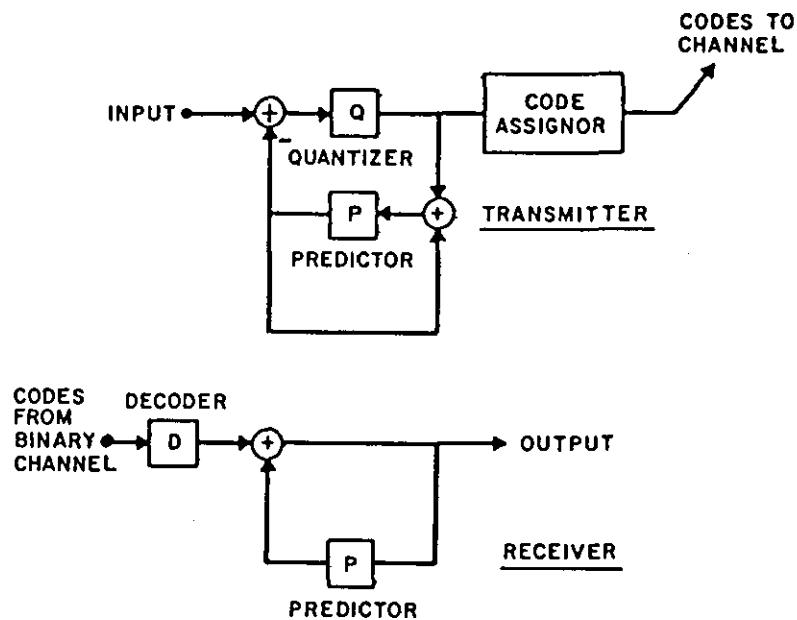 CODES TO
CHANNEL
INPUT
+
Q
CODE
ASSIGNOR
−
QUANTIZER
P
+
TRANSMITTER
PREDICTOR
CODES
FROM
BINARY
CHANNEL
DECODER
D
+
OUTPUT
P
RECEIVER
PREDICTOR